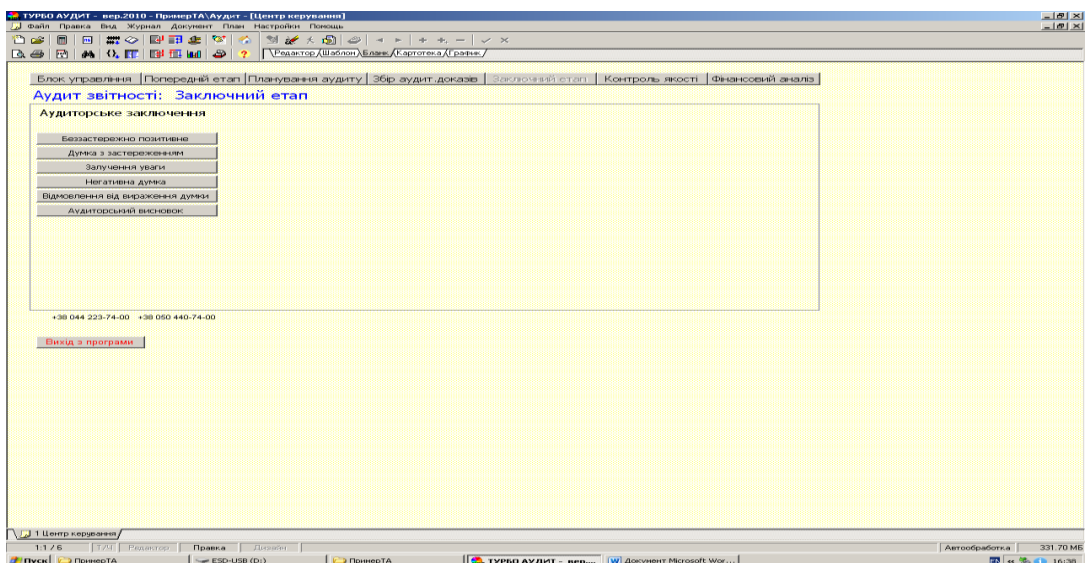 ТУРБО АУДИТ - вер.2010 - ПримерТА\Аудит - [Центр керування]
Файл Правка Вид Журнал Документ План Настройки Помощь
Редактор Шаблон Бланк Картотека График
Блок управління Попередній етап Планування аудиту Збір аудит.доказів Заключний етап Контроль якості Фінансовий аналіз
Аудит звітності: Заключний етап
Аудиторське заключення
Беззастережно позитивне
Думка з застереженням
Залучення уваги
Негативна думка
Відмовлення від вираження думки
Аудиторський висновок
+38 044 223-74-00 +38 050 440-74-00
Вихід з програми
1 Центр керування
1:1 / 6 Редактор Правка Дизайн Автообработка 331.70 МБ
Пуск ПримерТА ESD-USB (D:) ПримерТА ТУРБО АУДИТ - вер.... Документ Microsoft Wor... 16:38